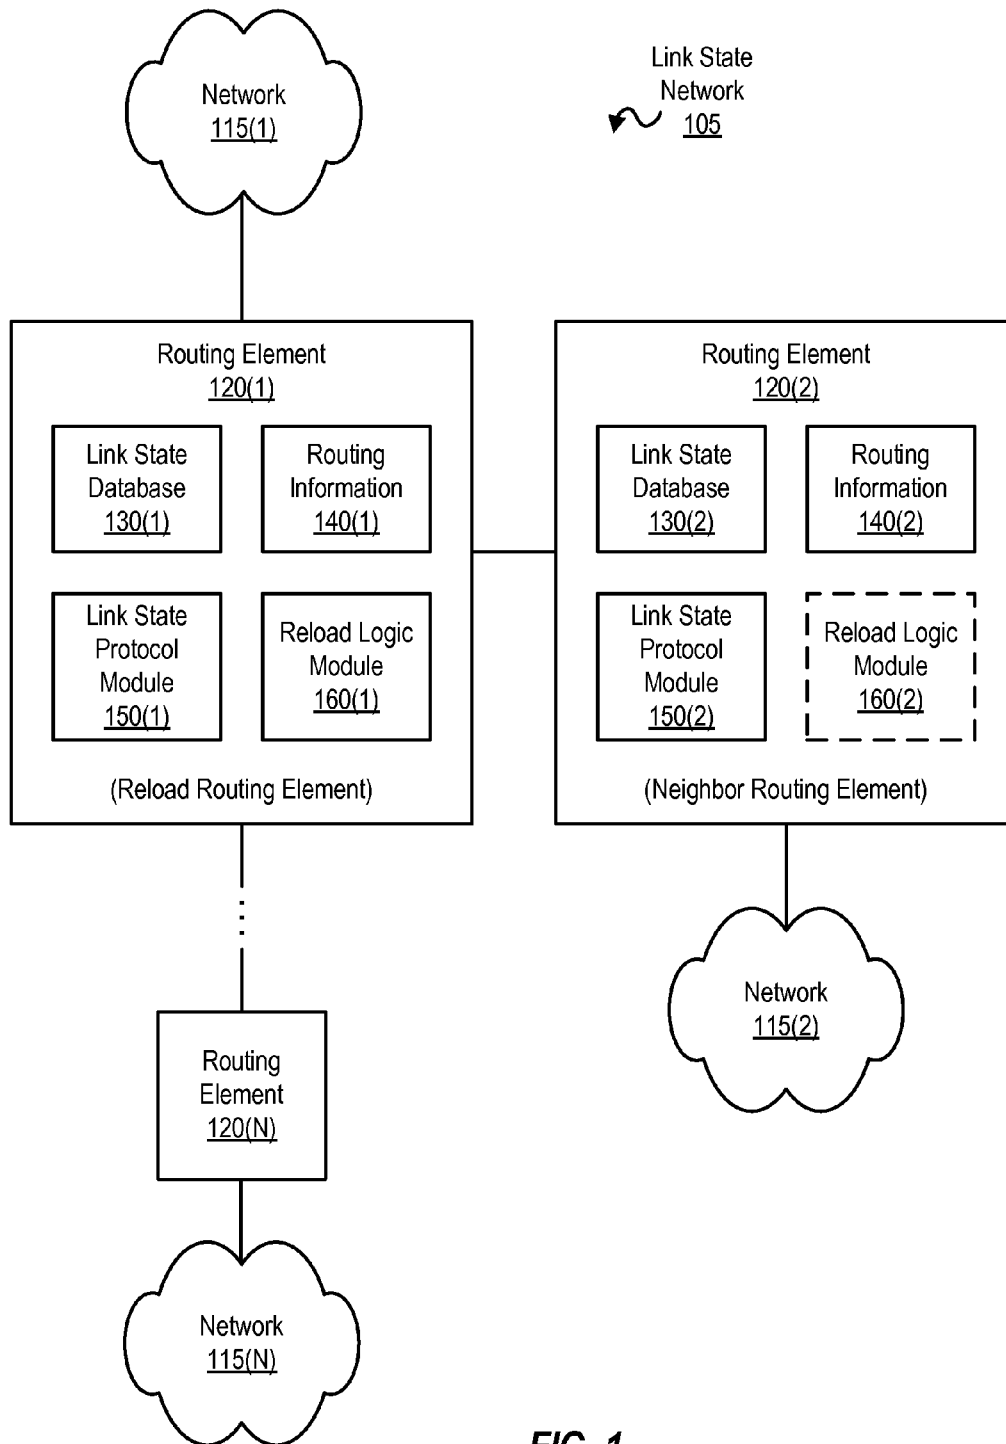 Network
115(1)
Link State
Network
105
Routing Element
120(1)
Link State
Database
130(1)
Routing
Information
140(1)
Link State
Protocol
Module
150(1)
Reload Logic
Module
160(1)
(Reload Routing Element)
Routing Element
120(2)
Link State
Database
130(2)
Routing
Information
140(2)
Link State
Protocol
Module
150(2)
Reload Logic
Module
160(2)
(Neighbor Routing Element)
Network
115(2)
Routing
Element
120(N)
Network
115(N)
FIG. 1